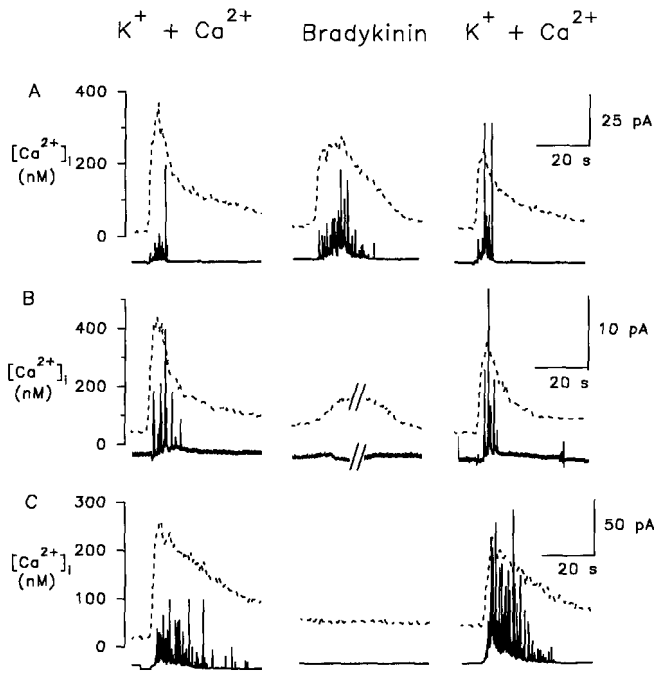 K+ + Ca2+ Bradykinin K+ + Ca2+
A
400
200
0
[Ca2+]i
(nM)
25 pA
20 s
B
400
200
0
[Ca2+]i
(nM)
10 pA
20 s
C
300
200
100
0
[Ca2+]i
(nM)
50 pA
20 s